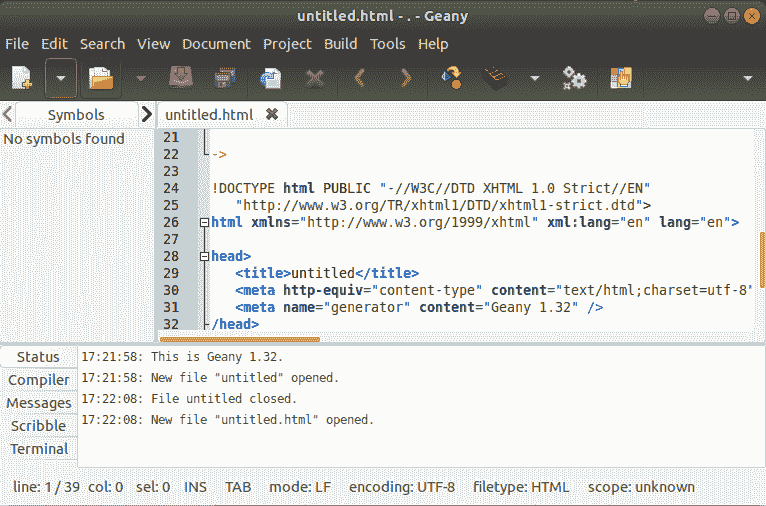 untitled.html - . - Geany
File Edit Search View Document Project Build Tools Help
Symbols
untitled.html
No symbols found
21
22 ->
23
24 !DOCTYPE html PUBLIC "-//W3C//DTD XHTML 1.0 Strict//EN"
25 "http://www.w3.org/TR/xhtml1/DTD/xhtml1-strict.dtd">
26 html xmlns="http://www.w3.org/1999/xhtml" xml:lang="en" lang="en">
27
28 head>
29 <title>untitled</title>
30 <meta http-equiv="content-type" content="text/html;charset=utf-8"
31 <meta name="generator" content="Geany 1.32" />
32 /head>
Status
Compiler
Messages
Scribble
Terminal
17:21:58: This is Geany 1.32.
17:21:58: New file "untitled" opened.
17:22:08: File untitled closed.
17:22:08: New file "untitled.html" opened.
line: 1 / 39 col: 0 sel: 0 INS TAB mode: LF encoding: UTF-8 filetype: HTML scope: unknown